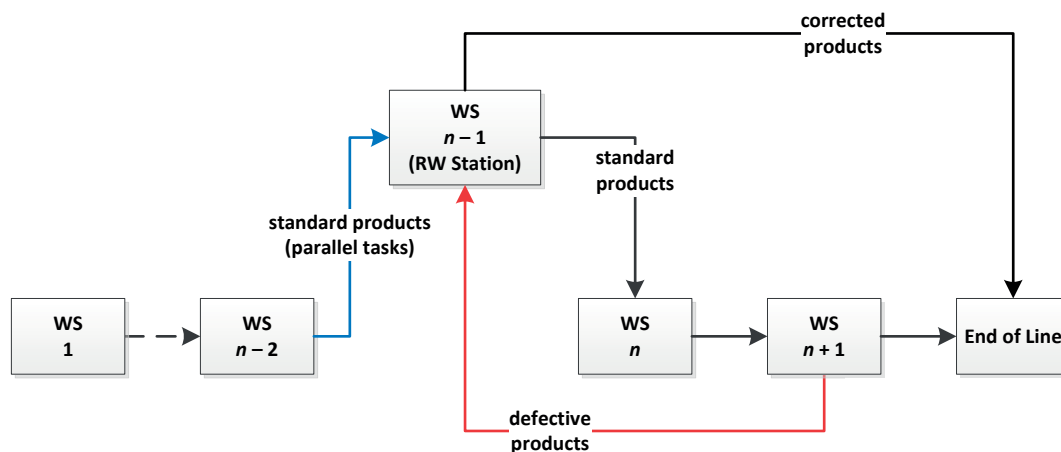 corrected
products
WS
n – 1
(RW Station)
standard
products
standard products
(parallel tasks)
WS
1
WS
n – 2
WS
n
WS
n + 1
End of Line
defective
products